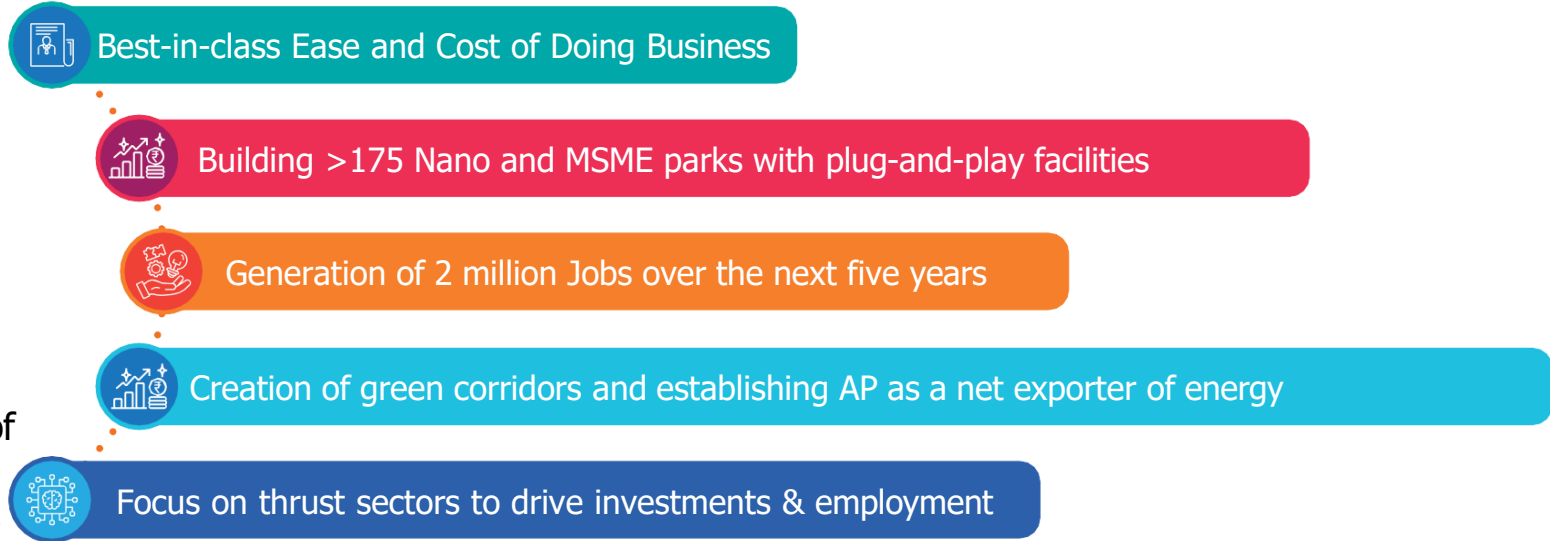 Best-in-class Ease and Cost of Doing Business
Building >175 Nano and MSME parks with plug-and-play facilities
Generation of 2 million Jobs over the next five years
Creation of green corridors and establishing AP as a net exporter of energy
of
Focus on thrust sectors to drive investments & employment